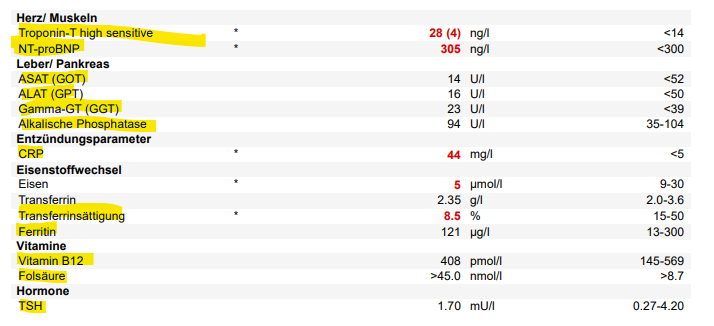 Herz/ Muskeln
Troponin-T high sensitive * 28 (4) ng/l <14
NT-proBNP * 305 ng/l <300
Leber/ Pankreas
ASAT (GOT) 14 U/l <52
ALAT (GPT) 16 U/l <50
Gamma-GT (GGT) 23 U/l <39
Alkalische Phosphatase 94 U/l 35-104
Entzündungsparameter
CRP * 44 mg/l <5
Eisenstoffwechsel
Eisen * 5 µmol/l 9-30
Transferrin 2.35 g/l 2.0-3.6
Transferrinsättigung * 8.5 % 15-50
Ferritin 121 µg/l 13-300
Vitamine
Vitamin B12 408 pmol/l 145-569
Folsäure >45.0 nmol/l >8.7
Hormone
TSH 1.70 mU/l 0.27-4.20